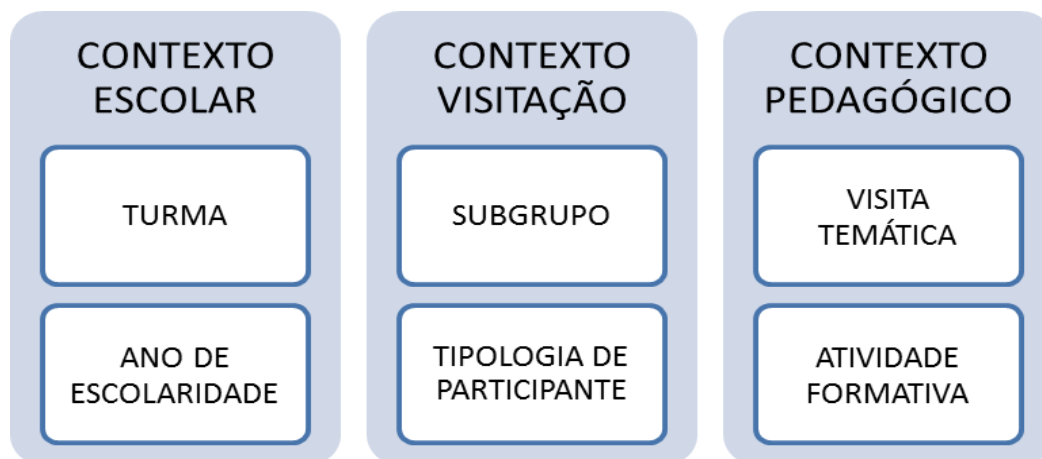 CONTEXTO
ESCOLAR
TURMA
ANO DE
ESCOLARIDADE
CONTEXTO
VISITAÇÃO
SUBGRUPO
TIPOLOGIA DE
PARTICIPANTE
CONTEXTO
PEDAGÓGICO
VISITA
TEMÁTICA
ATIVIDADE
FORMATIVA